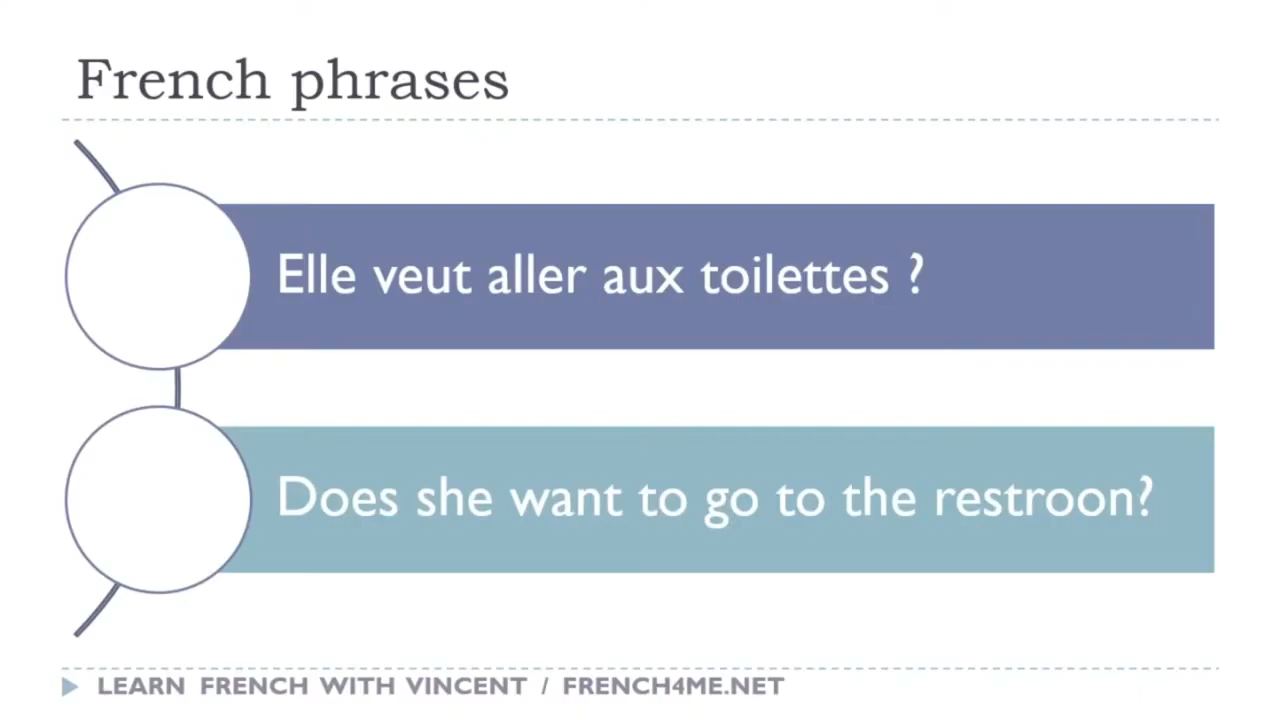 French phrases
Elle veut aller aux toilettes ?
Does she want to go to the restroon?
LEARN FRENCH WITH VINCENT / FRENCH4ME.NET